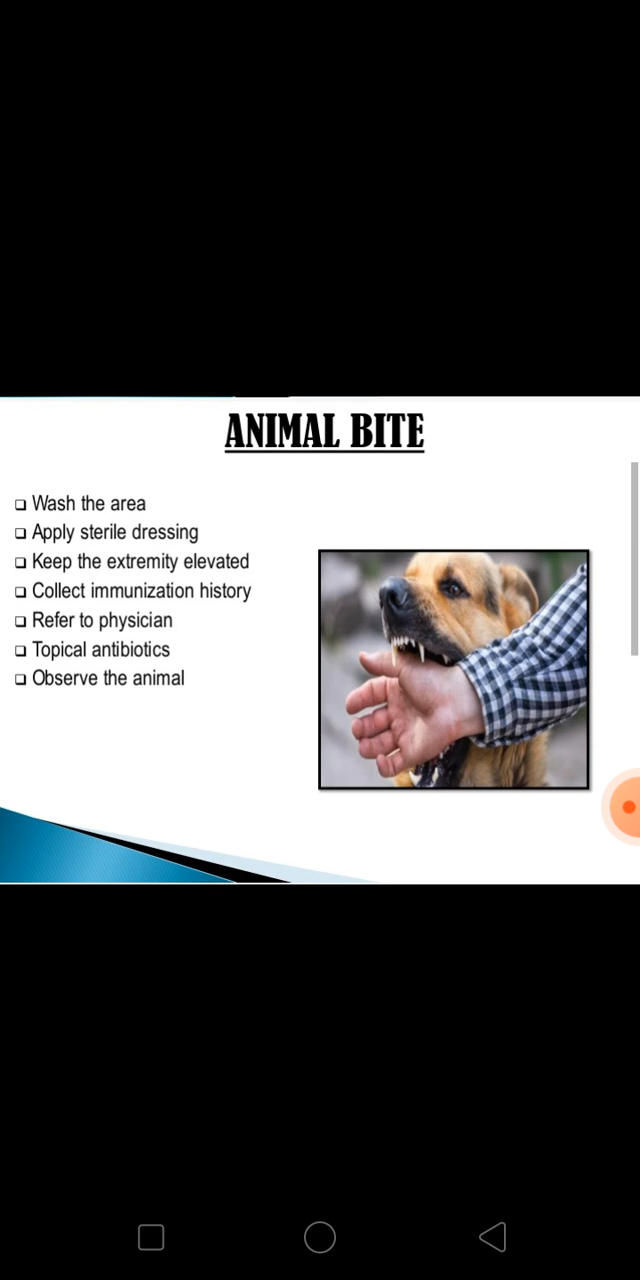 ANIMAL BITE
❑ Wash the area
❑ Apply sterile dressing
❑ Keep the extremity elevated
❑ Collect immunization history
❑ Refer to physician
❑ Topical antibiotics
❑ Observe the animal